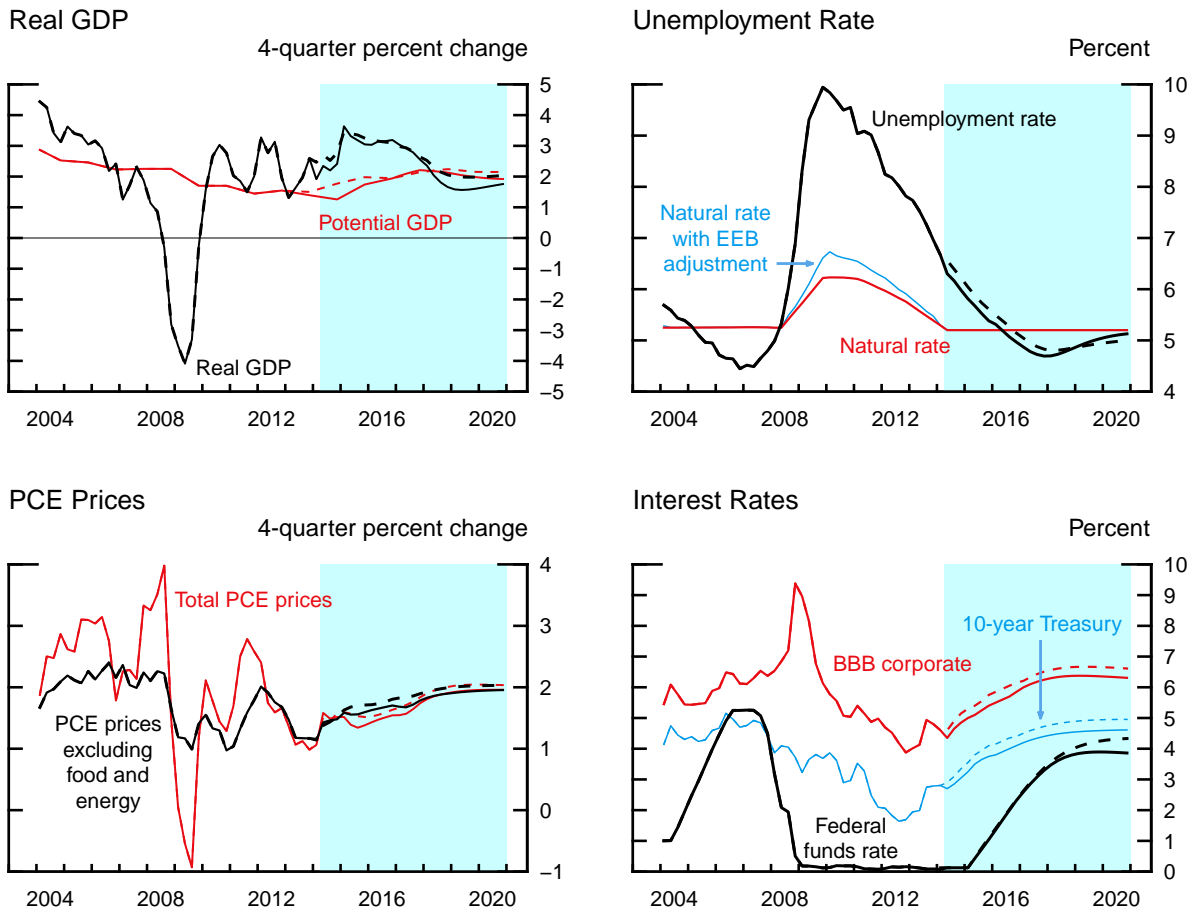 Real GDP
4-quarter percent change
5
4
3
2
1
0
−1
−2
−3
−4
−5
Potential GDP
Real GDP
2004 2008 2012 2016 2020
Unemployment Rate
Percent
10
9
8
7
6
5
4
Unemployment rate
Natural rate
with EEB
adjustment
Natural rate
2004 2008 2012 2016 2020
PCE Prices
4-quarter percent change
4
3
2
1
0
−1
Total PCE prices
PCE prices
excluding
food and
energy
2004 2008 2012 2016 2020
Interest Rates
Percent
10
9
8
7
6
5
4
3
2
1
0
10-year Treasury
BBB corporate
Federal
funds rate
2004 2008 2012 2016 2020